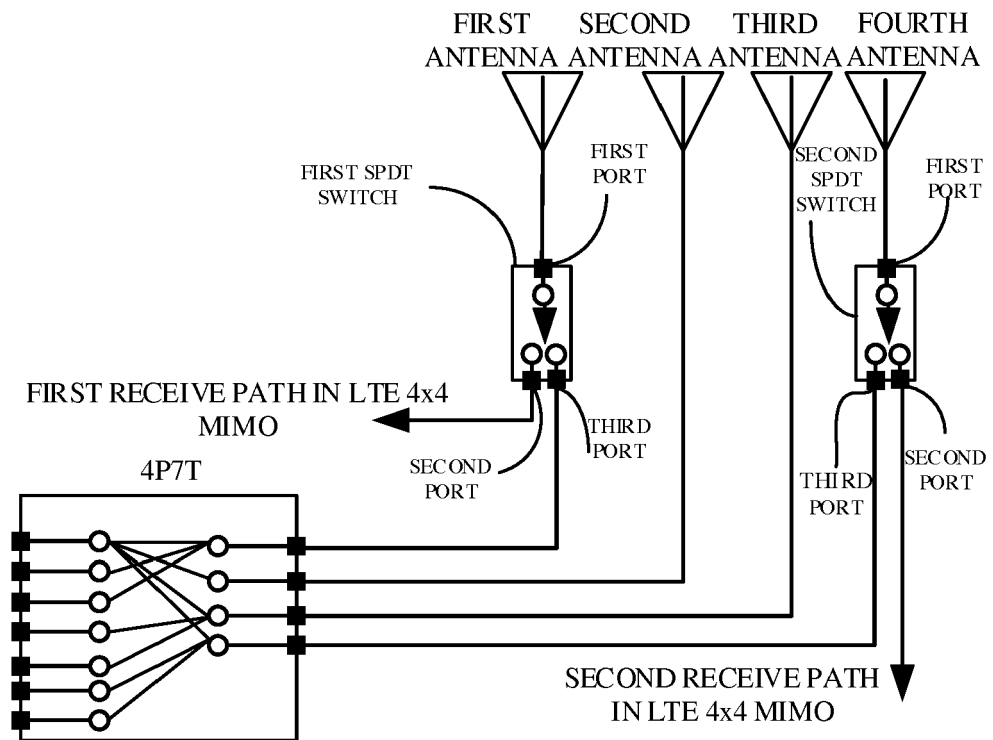 FIRST
ANTENNA
SECOND
ANTENNA
THIRD
ANTENNA
FOURTH
ANTENNA
FIRST SPDT
SWITCH
FIRST
PORT
SECOND
SPDT
SWITCH
FIRST
PORT
FIRST RECEIVE PATH IN LTE 4x4
MIMO
SECOND
PORT
THIRD
PORT
THIRD
PORT
SECOND
PORT
4P7T
SECOND RECEIVE PATH
IN LTE 4x4 MIMO